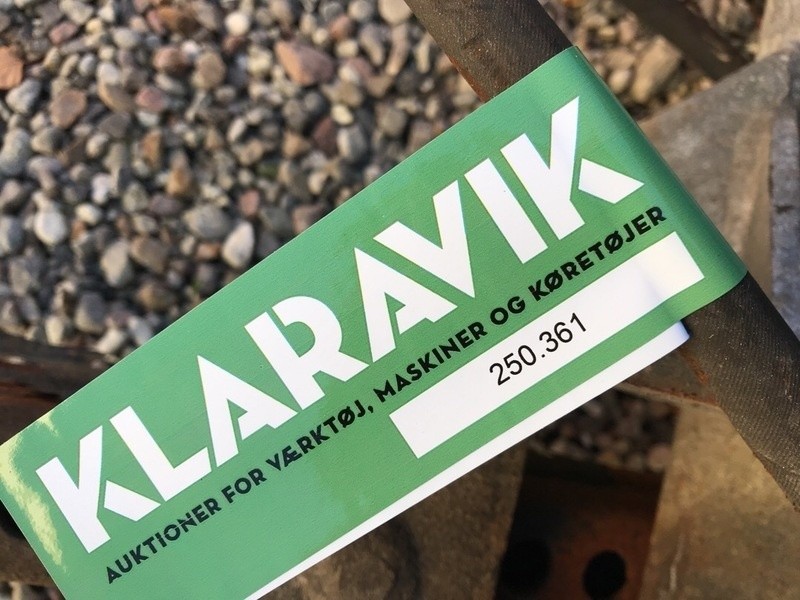 KLARAVIK
AUKTIONER FOR VÆRKTØJ, MASKINER OG KØRETØJER
250.361